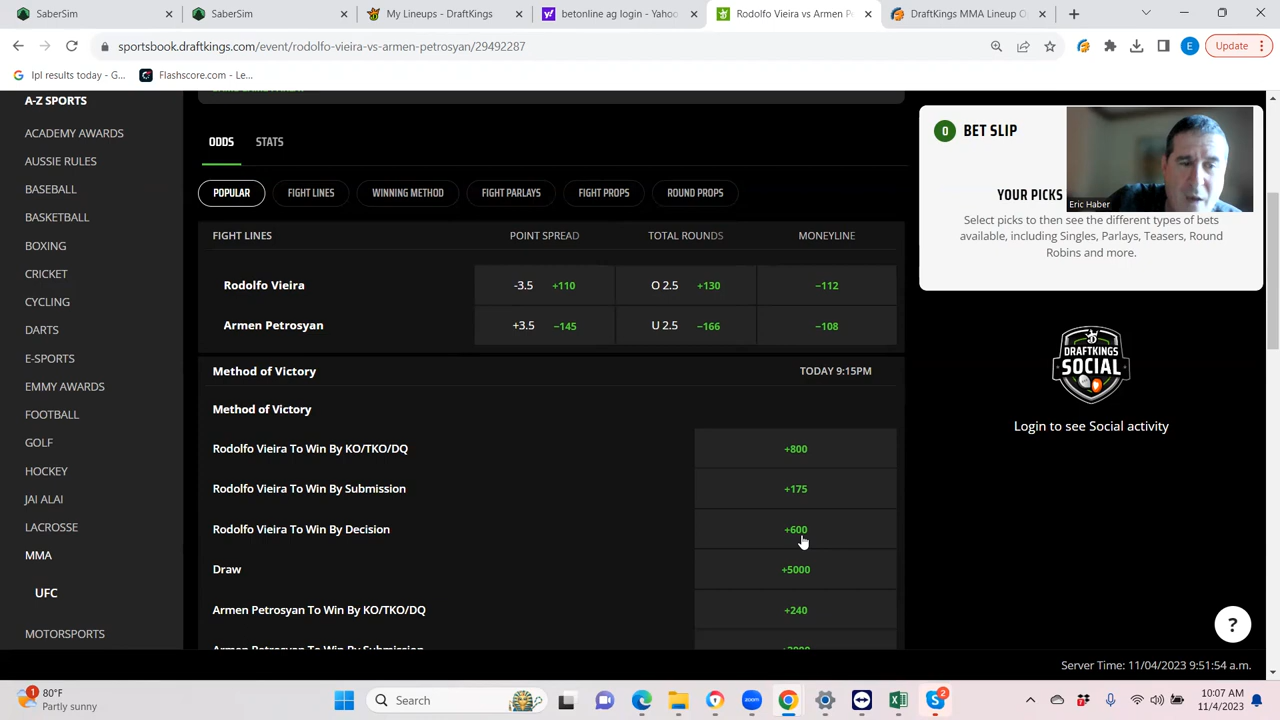 SaberSim
SaberSim
My Lineups - DraftKings
betonline ag login - Yahoo
Rodolfo Vieira vs Armen P
DraftKings MMA Lineup O
sportsbook.draftkings.com/event/rodolfo-vieira-vs-armen-petrosyan/29492287
E
Update
Ipl results today - G...
Flashscore.com - Le...
A-Z SPORTS
ACADEMY AWARDS
AUSSIE RULES
BASEBALL
BASKETBALL
BOXING
CRICKET
CYCLING
DARTS
E-SPORTS
EMMY AWARDS
FOOTBALL
GOLF
HOCKEY
JAI ALAI
LACROSSE
MMA
UFC
MOTORSPORTS
ODDS STATS
POPULAR FIGHT LINES WINNING METHOD FIGHT PARLAYS FIGHT PROPS ROUND PROPS
FIGHT LINES POINT SPREAD TOTAL ROUNDS MONEYLINE
Rodolfo Vieira -3.5 +110 O 2.5 +130 −112
Armen Petrosyan +3.5 −145 U 2.5 −166 −108
Method of Victory TODAY 9:15PM
Method of Victory
Rodolfo Vieira To Win By KO/TKO/DQ +800
Rodolfo Vieira To Win By Submission +175
Rodolfo Vieira To Win By Decision +600
Draw +5000
Armen Petrosyan To Win By KO/TKO/DQ +240
Armen Petrosyan To Win By Submission
0 BET SLIP
YOUR PICKS
Eric Haber
Select picks to then see the different types of bets
available, including Singles, Parlays, Teasers, Round
Robins and more.
DRAFTKINGS
SOCIAL
Login to see Social activity
?
Server Time: 11/04/2023 9:51:54 a.m.
1
80°F
Partly sunny
Search
zoom
2
10:07 AM
11/4/2023